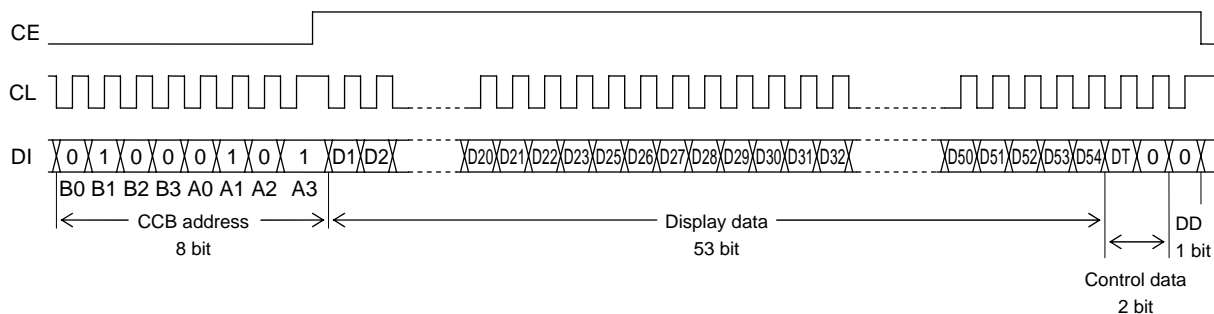 CE
CL
DI 0 1 0 0 0 1 0 1 D1 D2 D20 D21 D22 D23 D25 D26 D27 D28 D29 D30 D31 D32 D50 D51 D52 D53 D54 DT 0 0
B0 B1 B2 B3 A0 A1 A2 A3
CCB address
8 bit
Display data
53 bit
DD
1 bit
Control data
2 bit